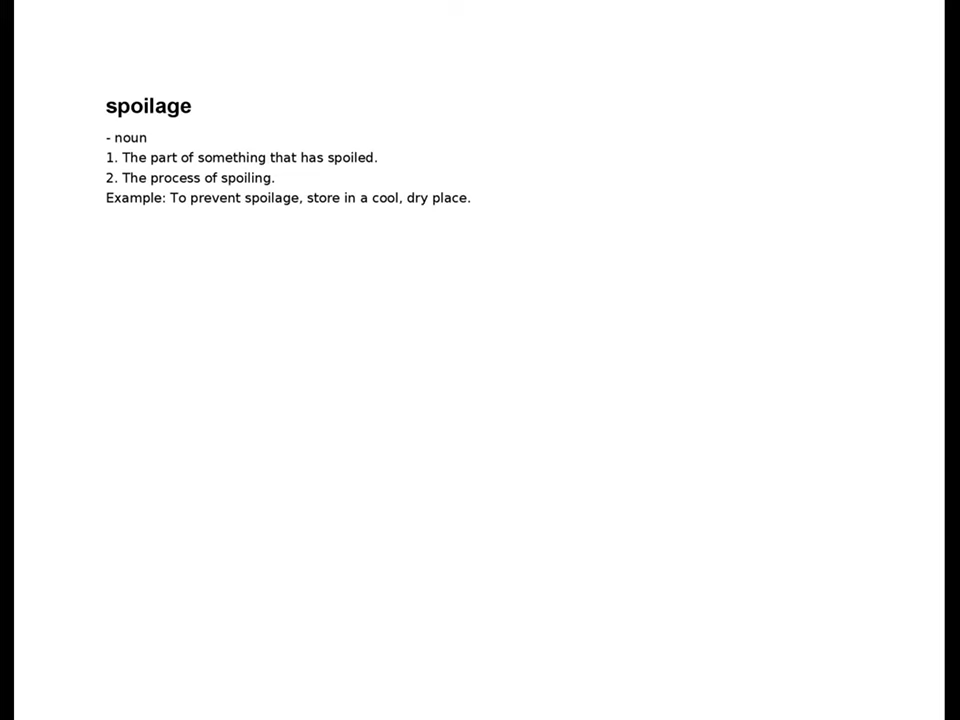 spoilage
- noun
1. The part of something that has spoiled.
2. The process of spoiling.
Example: To prevent spoilage, store in a cool, dry place.